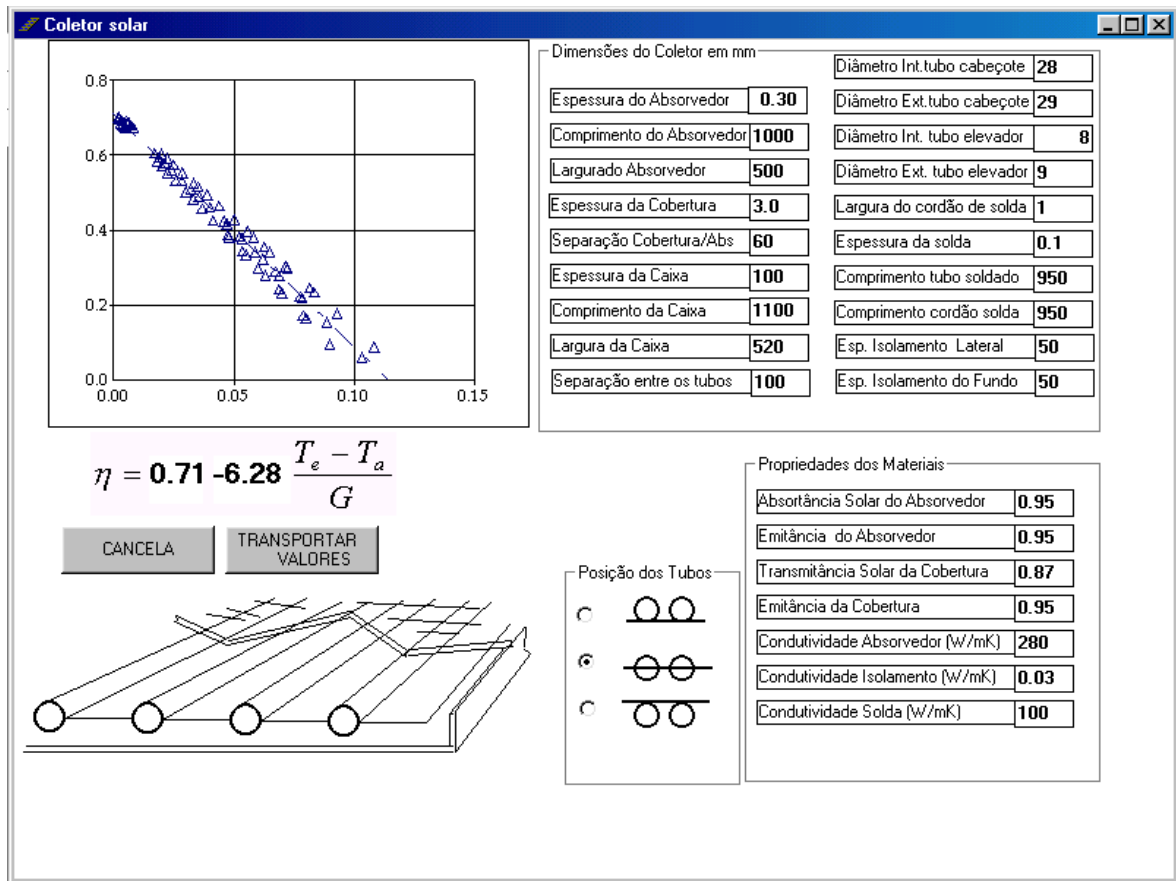 Coletor solar
0.8
0.6
0.4
0.2
0.0
0.00 0.05 0.10 0.15
η = 0.71 -6.28 (T_e − T_a)/G
CANCELA
TRANSPORTAR
VALORES
Dimensões do Coletor em mm
Espessura do Absorvedor 0.30
Comprimento do Absorvedor 1000
Largurado Absorvedor 500
Espessura da Cobertura 3.0
Separação Cobertura/Abs 60
Espessura da Caixa 100
Comprimento da Caixa 1100
Largura da Caixa 520
Separação entre os tubos 100
Diâmetro Int.tubo cabeçote 28
Diâmetro Ext.tubo cabeçote 29
Diâmetro Int. tubo elevador 8
Diâmetro Ext. tubo elevador 9
Largura do cordão de solda 1
Espessura da solda 0.1
Comprimento tubo soldado 950
Comprimento cordão solda 950
Esp. Isolamento Lateral 50
Esp. Isolamento do Fundo 50
Posição dos Tubos
Propriedades dos Materiais
Absortância Solar do Absorvedor 0.95
Emitância do Absorvedor 0.95
Transmitância Solar da Cobertura 0.87
Emitância da Cobertura 0.95
Condutividade Absorvedor (W/mK) 280
Condutividade Isolamento (W/mK) 0.03
Condutividade Solda (W/mK) 100